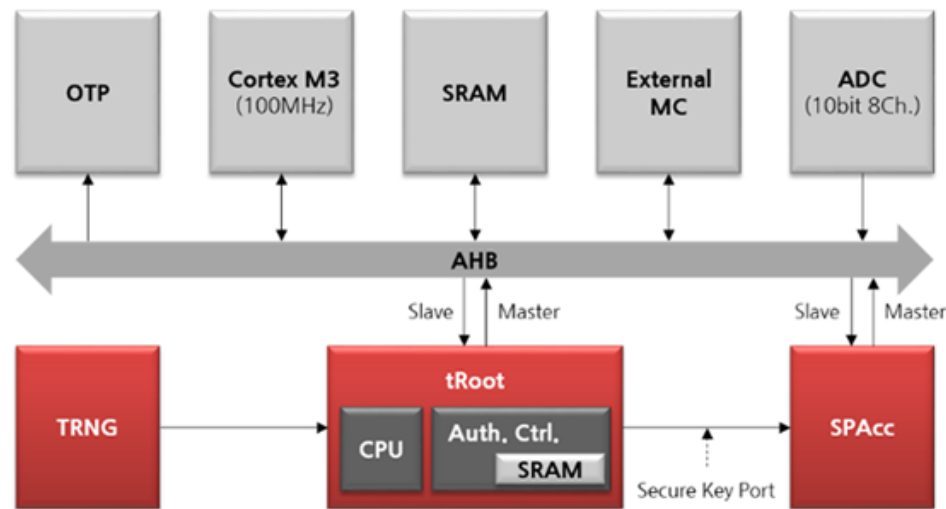 OTP
Cortex M3
(100MHz)
SRAM
External
MC
ADC
(10bit 8Ch.)
AHB
Slave
Master
Slave
Master
TRNG
tRoot
CPU
Auth. Ctrl.
SRAM
SPAcc
Secure Key Port